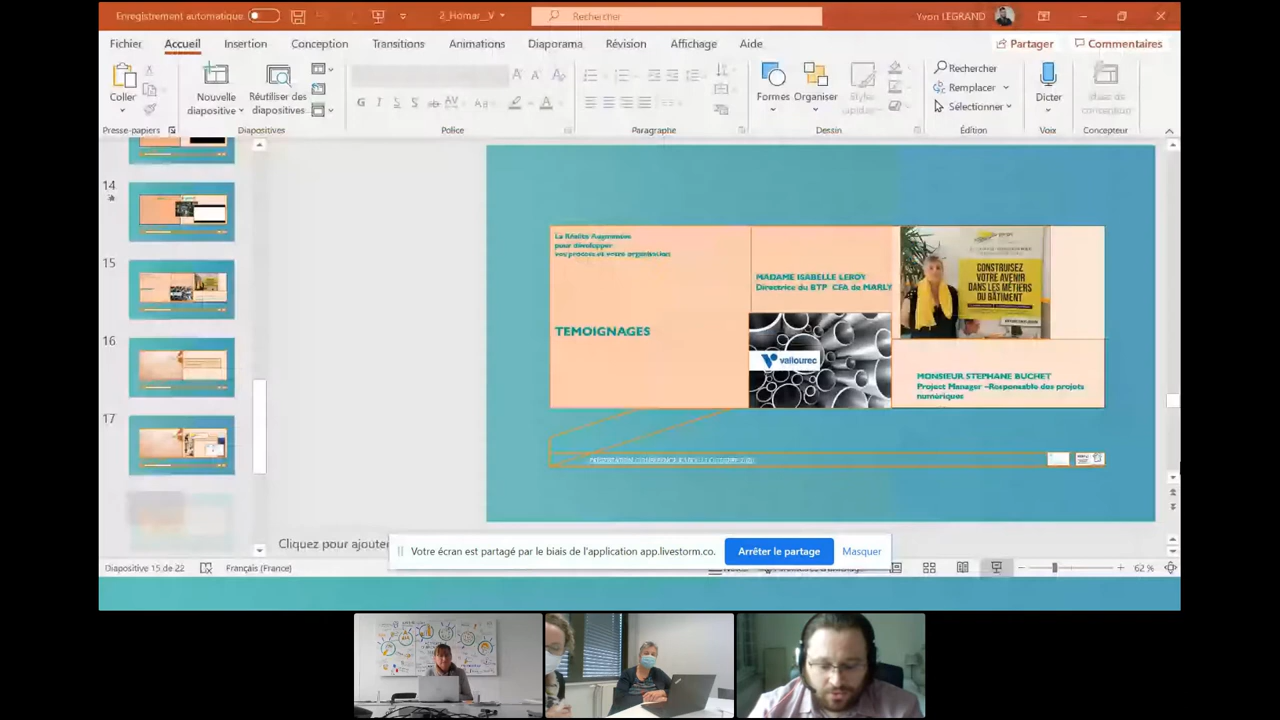 Enregistrement automatique
2_Homar__V
Rechercher
Yvon LEGRAND
Fichier
Accueil
Insertion
Conception
Transitions
Animations
Diaporama
Révision
Affichage
Aide
Partager
Commentaires
Coller
Nouvelle
diapositive
Réutiliser des
diapositives
Formes
Organiser
Styles
rapides
Rechercher
Remplacer
Sélectionner
Dicter
Presse-papiers
Diapositives
Police
Paragraphe
Dessin
Édition
Voix
Concepteur
14
15
16
17
pour développer
vos process et votre organisation
TEMOIGNAGES
MADAME ISABELLE LEROY
Directrice du BTP CFA de MARLY
vallourec
CONSTRUISEZ
VOTRE AVENIR
DANS LES MÉTIERS
DU BÂTIMENT
MONSIEUR STEPHANE BUCHET
Project Manager -Responsable des projets
numériques
Cliquez pour ajouter
Votre écran est partagé par le biais de l'application app.livestorm.co.
Arrêter le partage
Masquer
Diapositive 15 de 22
Français (France)
62 %